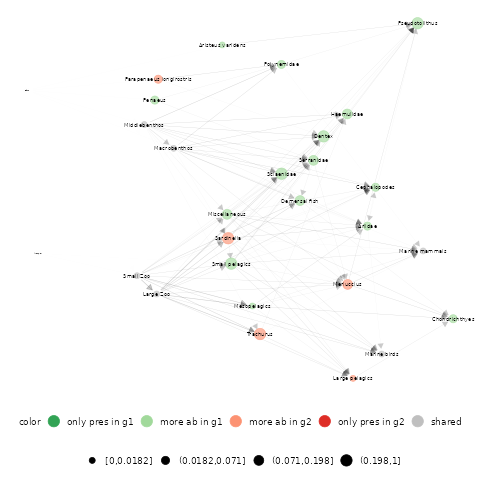 Pseudotolithus
Aristeus varidens
Polynemidae
Parapenaeus longirostris
Penaeus
Haemulidae
Middlebenthos
Dentex
Macrobenthos
Serranidae
Sciaenidae
Cephalopodes
Demersal fish
Miscellaneous
Ariidae
Sardinella
Marine mammals
Small pelagics
Small Zoo
Merluccius
Large Zoo
Mesopelagics
Chondrichthyes
Trachurus
Marine birds
Large pelagics
color only pres in g1 more ab in g1 more ab in g2 only pres in g2 shared
[0,0.0182] (0.0182,0.071] (0.071,0.198] (0.198,1]